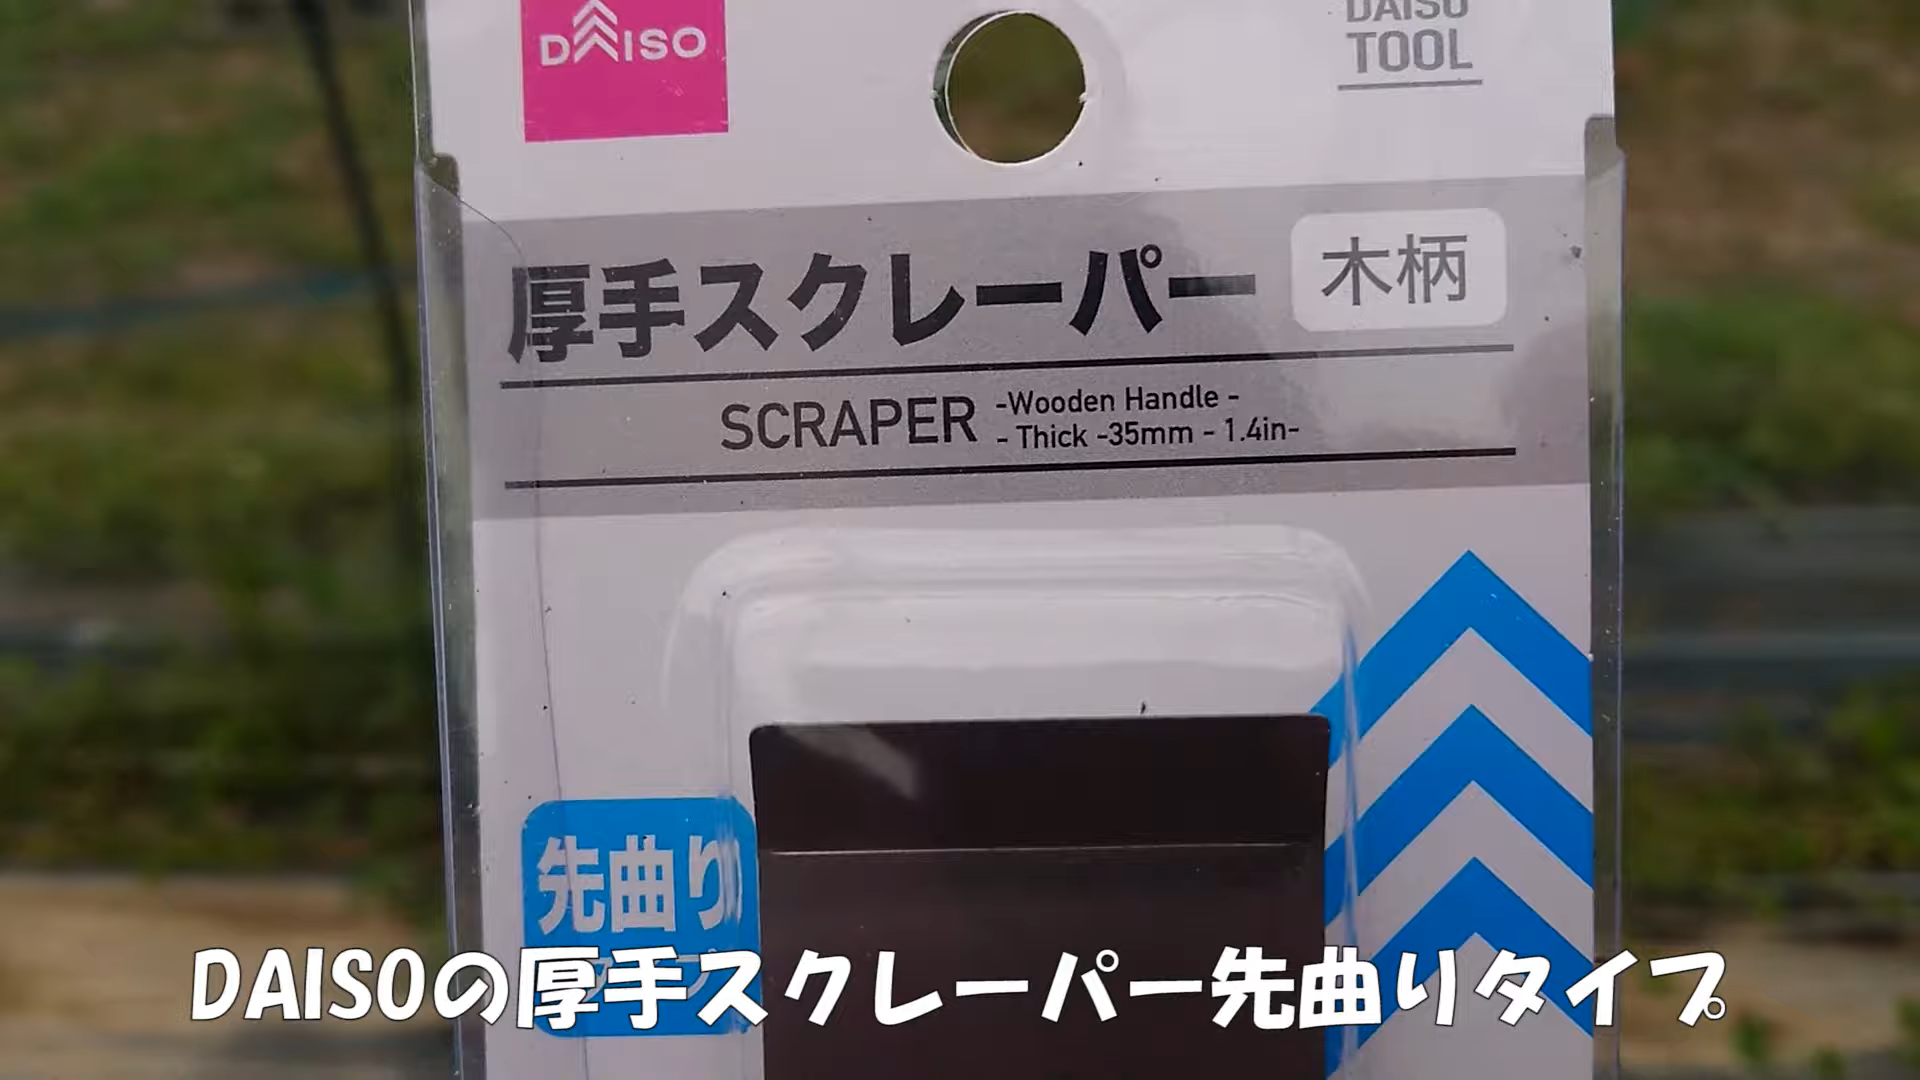 DAISO
DAISO
TOOL
厚手スクレーパー 木柄
SCRAPER -Wooden Handle -
- Thick -35mm - 1.4in-
先曲り
DAISOの厚手スクレーパー先曲りタイプ